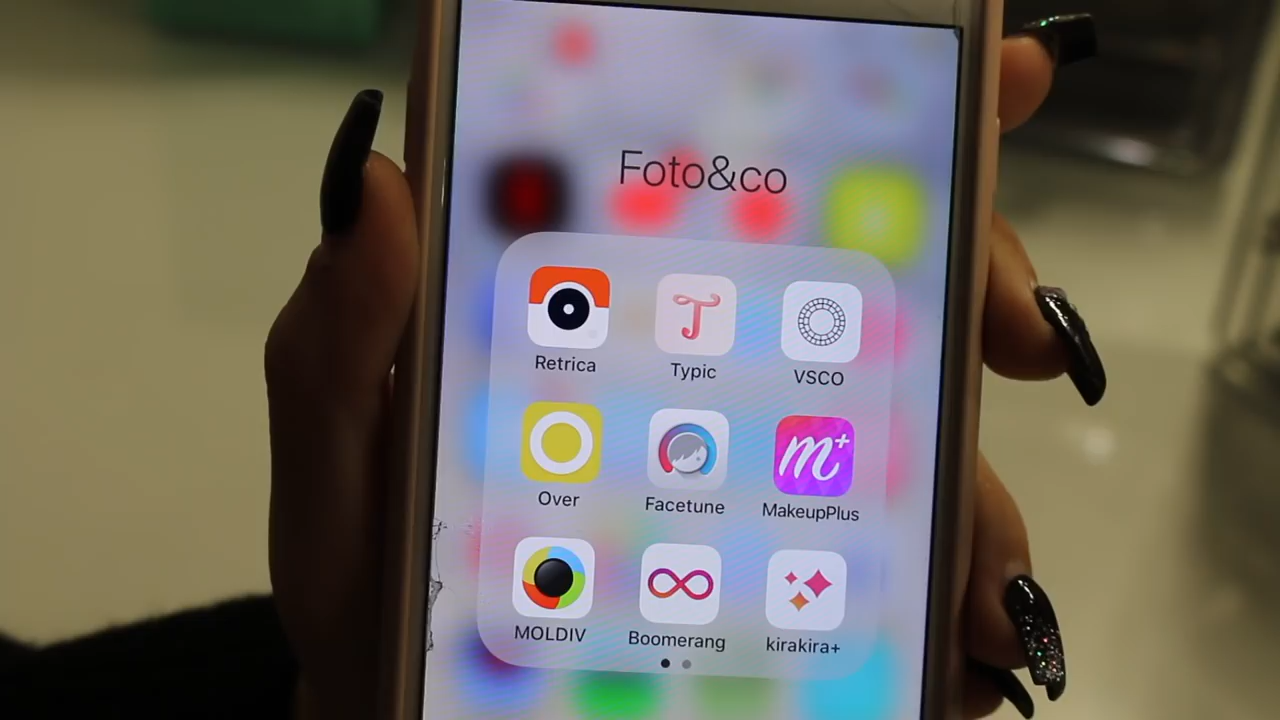 Foto&co
Retrica
Typic
VSCO
Over
Facetune
m+
MakeupPlus
MOLDIV
Boomerang
kirakira+